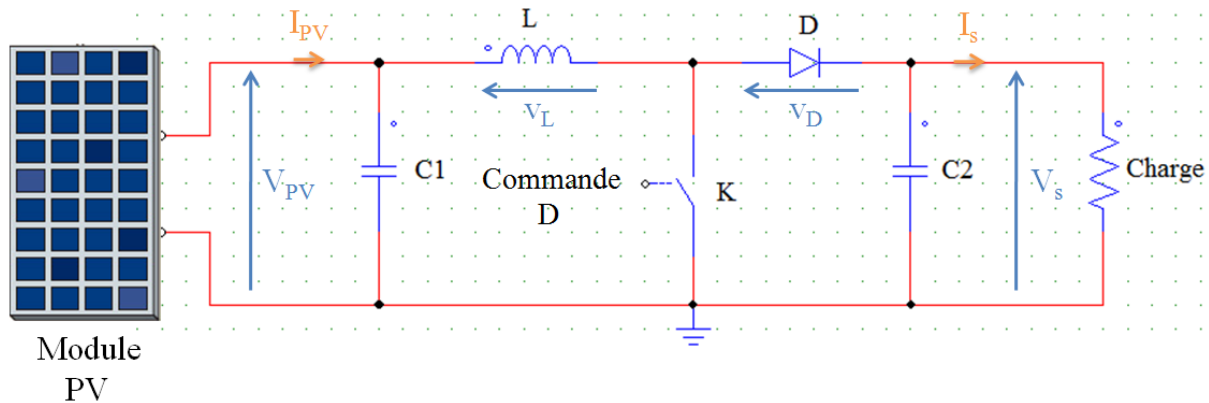 I_PV
L
D
I_s
v_L
v_D
V_PV
C1
Commande
D
K
C2
V_s
Charge
Module
PV